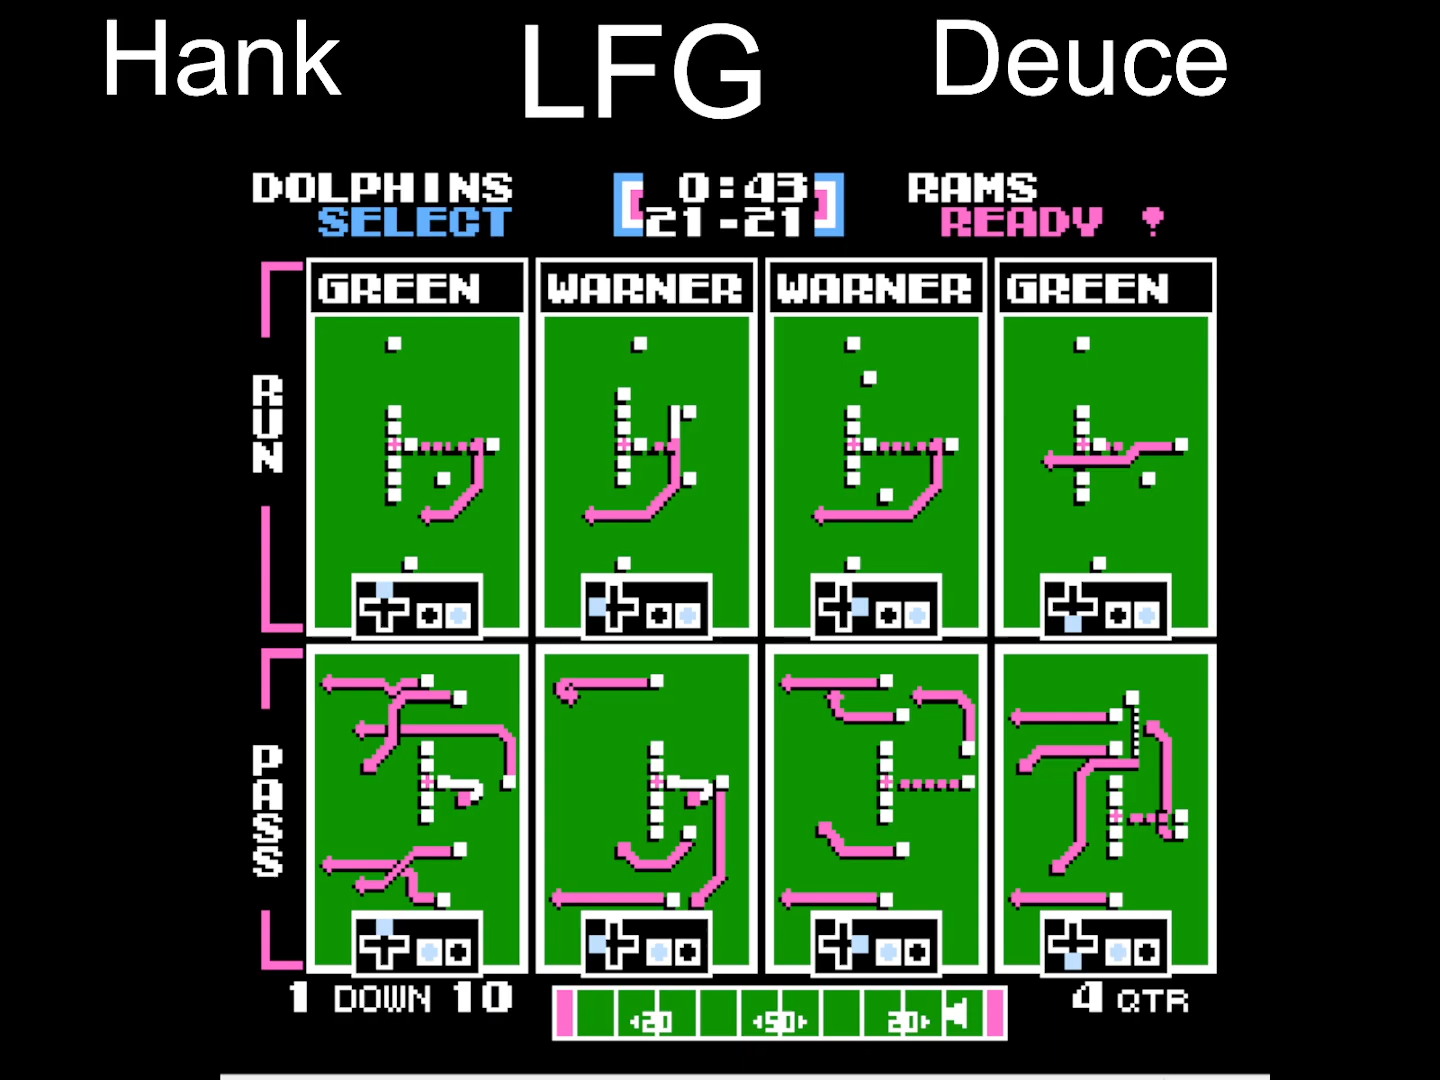 Hank LFG Deuce
DOLPHINS 0:43 RAMS
SELECT 21-21 READY !
GREEN WARNER WARNER GREEN
RUN
PASS
1 DOWN 10 4 QTR
◂20 ◂50▸ 20▸